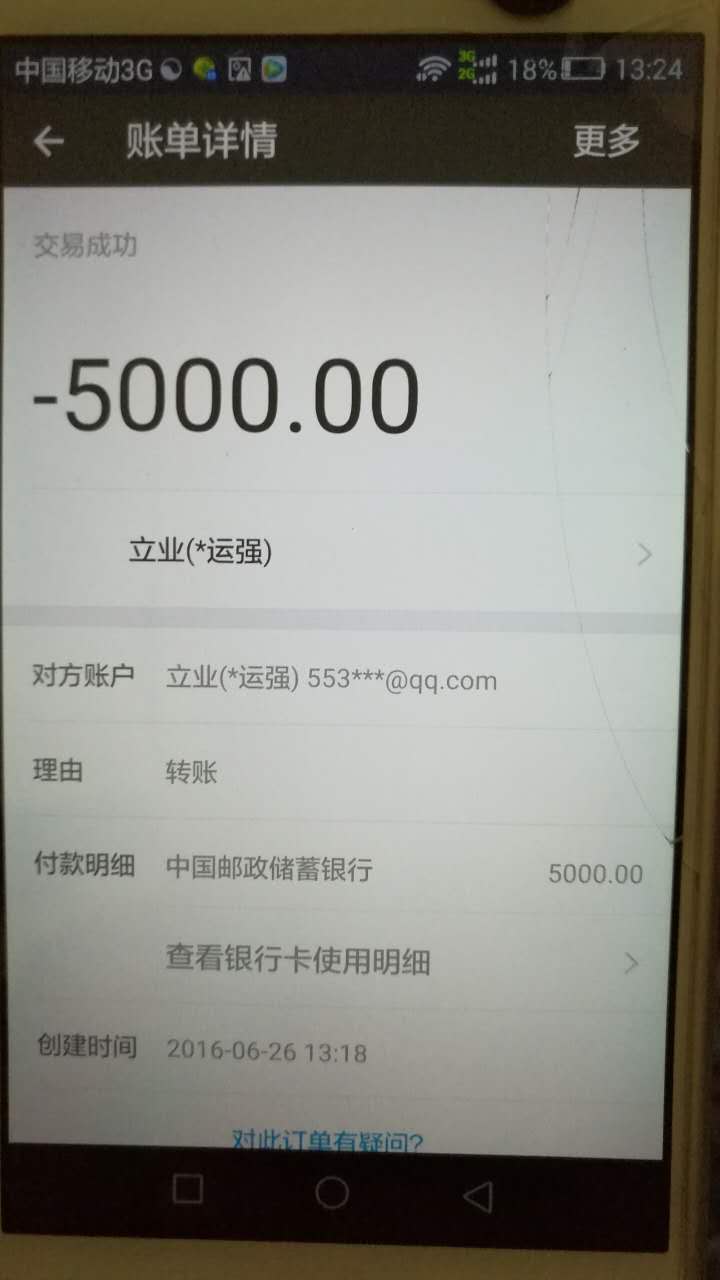 中国移动3G 3G 2G 18% 13:24
账单详情 更多
交易成功
-5000.00
立业(*运强)
对方账户 立业(*运强) 553***@qq.com
理由 转账
付款明细 中国邮政储蓄银行 5000.00
查看银行卡使用明细
创建时间 2016-06-26 13:18
对此订单有疑问?